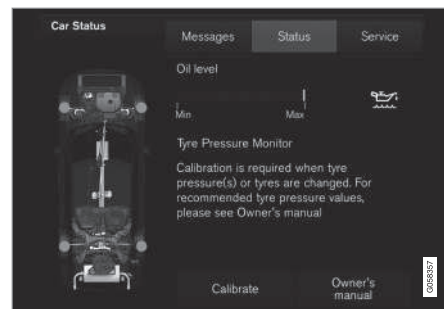 Car Status
Messages
Status
Service
Oil level
Min
Max
Tyre Pressure Monitor
Calibration is required when tyre
pressure(s) or tyres are changed. For
recommended tyre pressure values,
please see Owner's manual
Calibrate
Owner's
manual
G058357